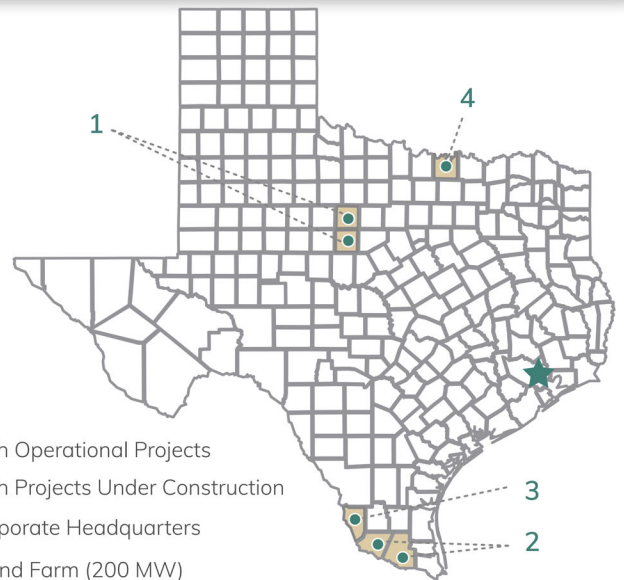 4
1
3
2
n Operational Projects
n Projects Under Construction
porate Headquarters
nd Farm (200 MW)